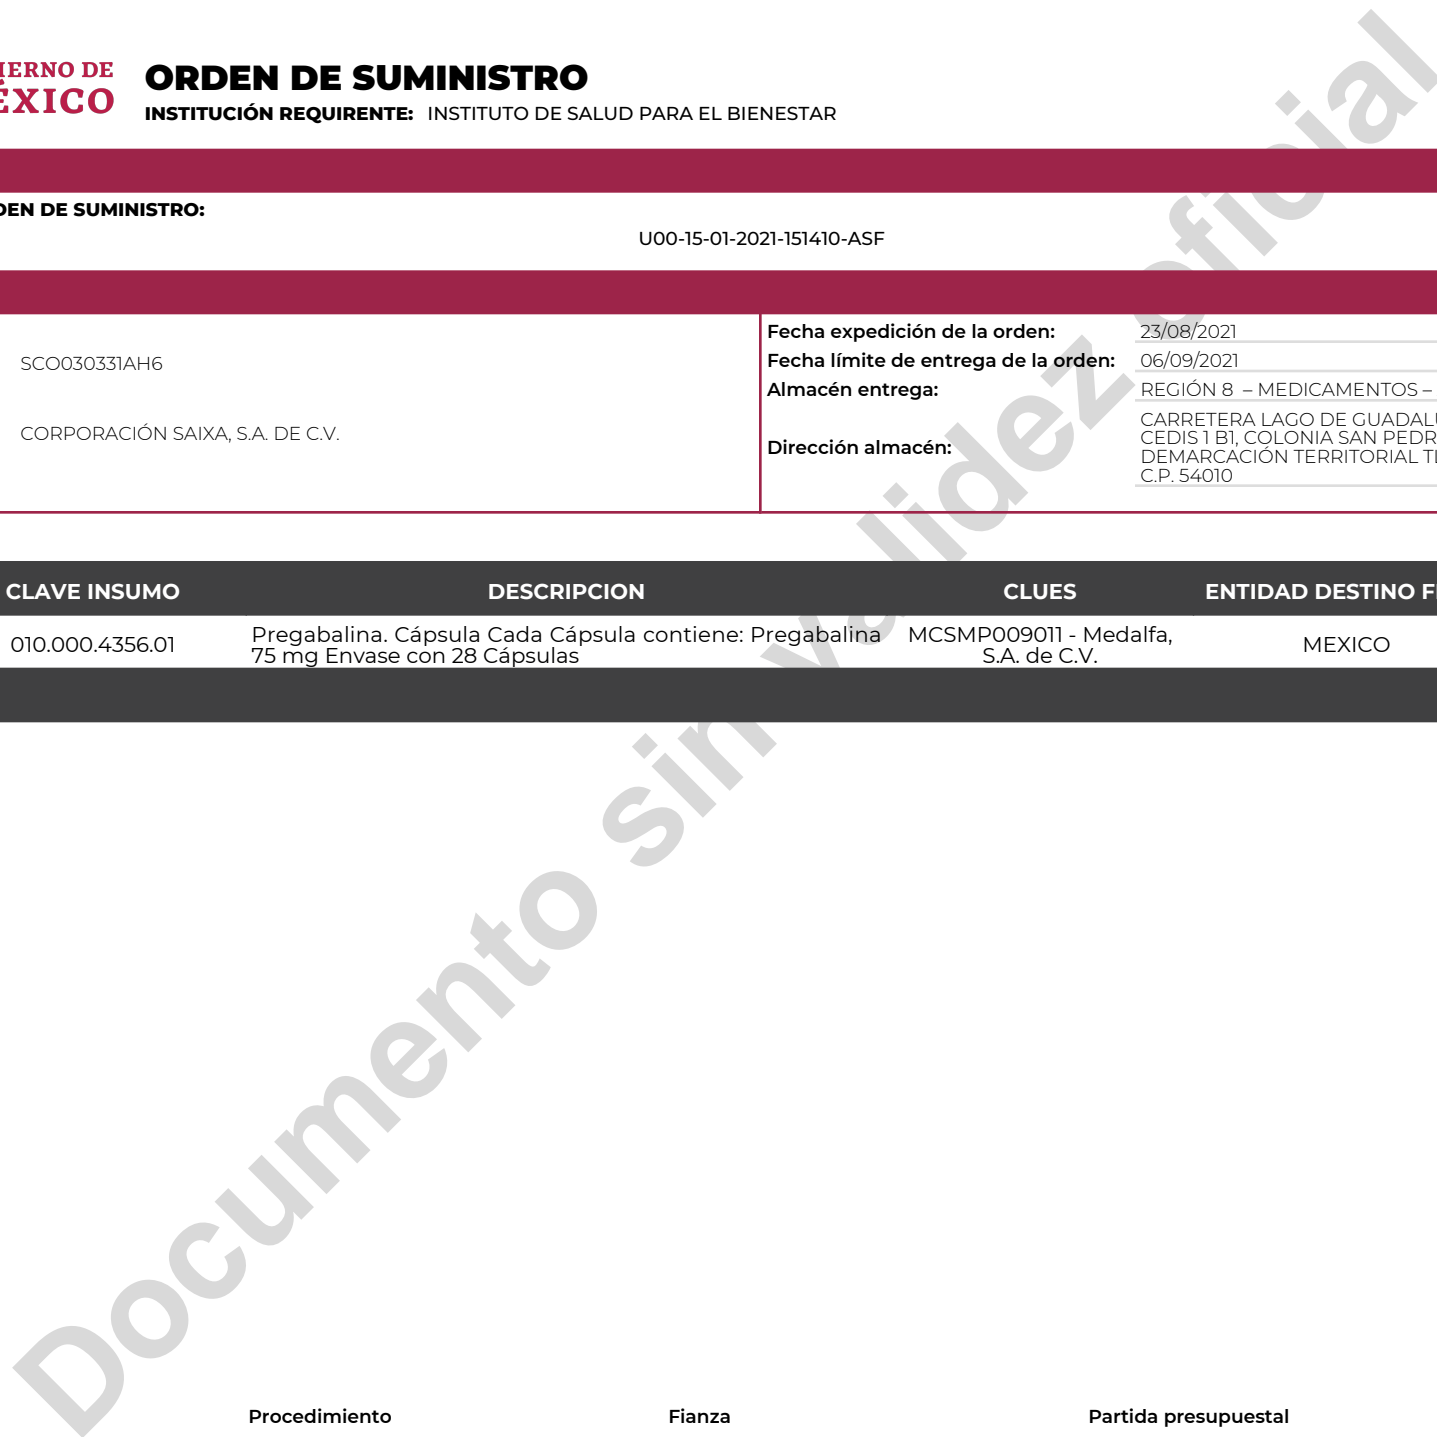 IERNO DE
ÉXICO
ORDEN DE SUMINISTRO
INSTITUCIÓN REQUIRENTE: INSTITUTO DE SALUD PARA EL BIENESTAR
DEN DE SUMINISTRO:
U00-15-01-2021-151410-ASF
SCO030331AH6
CORPORACIÓN SAIXA, S.A. DE C.V.
Fecha expedición de la orden: 23/08/2021
Fecha límite de entrega de la orden: 06/09/2021
Almacén entrega: REGIÓN 8 – MEDICAMENTOS –
Dirección almacén:
CARRETERA LAGO DE GUADALU
CEDIS 1 B1, COLONIA SAN PEDR
DEMARCACIÓN TERRITORIAL TL
C.P. 54010
CLAVE INSUMO DESCRIPCION CLUES ENTIDAD DESTINO FI
010.000.4356.01
Pregabalina. Cápsula Cada Cápsula contiene: Pregabalina
75 mg Envase con 28 Cápsulas
MCSMP009011 - Medalfa,
S.A. de C.V.
MEXICO
Documento sin validez oficial
Procedimiento Fianza Partida presupuestal